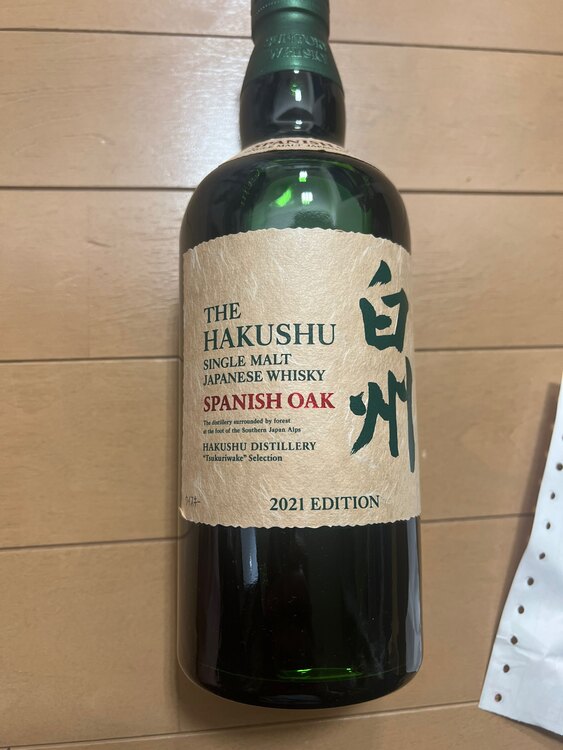 SPANISH
THE
HAKUSHU
SINGLE MALT
JAPANESE WHISKY
SPANISH OAK
The distillery surrounded by forest
at the foot of the Southern Japan Alps
HAKUSHU DISTILLERY
"Tsukuriwake" Selection
白州
2021 EDITION